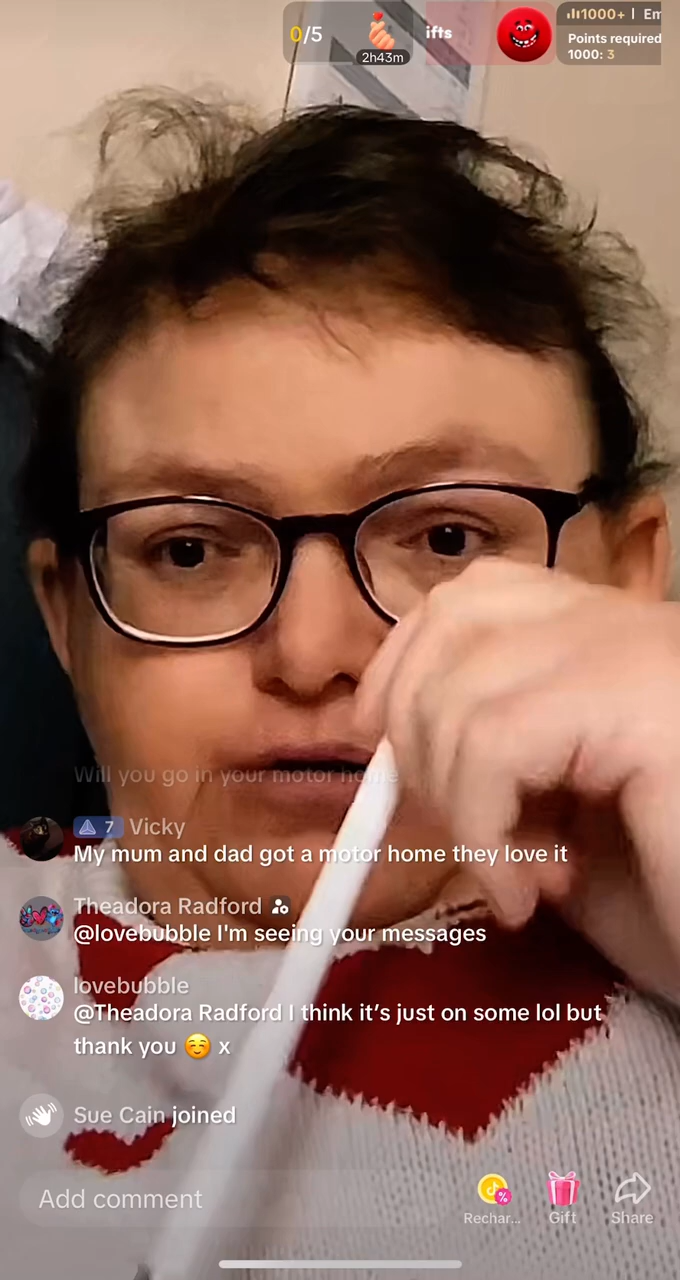 0/5
2h43m
ifts
1000+ | Em
Points required
1000: 3
Will you go in your motor home
7 Vicky
My mum and dad got a motor home they love it
Theadora Radford
@lovebubble I'm seeing your messages
lovebubble
@Theadora Radford I think it’s just on some lol but
thank you ☺️ x
Sue Cain joined
Add comment
Rechar...
Gift
Share